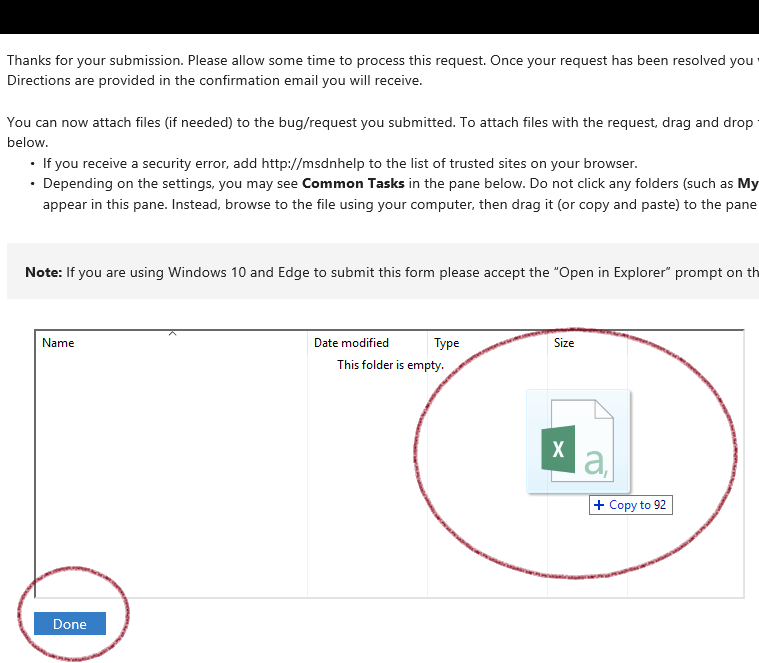 Thanks for your submission. Please allow some time to process this request. Once your request has been resolved you
Directions are provided in the confirmation email you will receive.
You can now attach files (if needed) to the bug/request you submitted. To attach files with the request, drag and drop
below.
• If you receive a security error, add http://msdnhelp to the list of trusted sites on your browser.
• Depending on the settings, you may see Common Tasks in the pane below. Do not click any folders (such as My
appear in this pane. Instead, browse to the file using your computer, then drag it (or copy and paste) to the pane
Note: If you are using Windows 10 and Edge to submit this form please accept the “Open in Explorer” prompt on th
Name Date modified Type Size
This folder is empty.
X a,
+ Copy to 92
Done